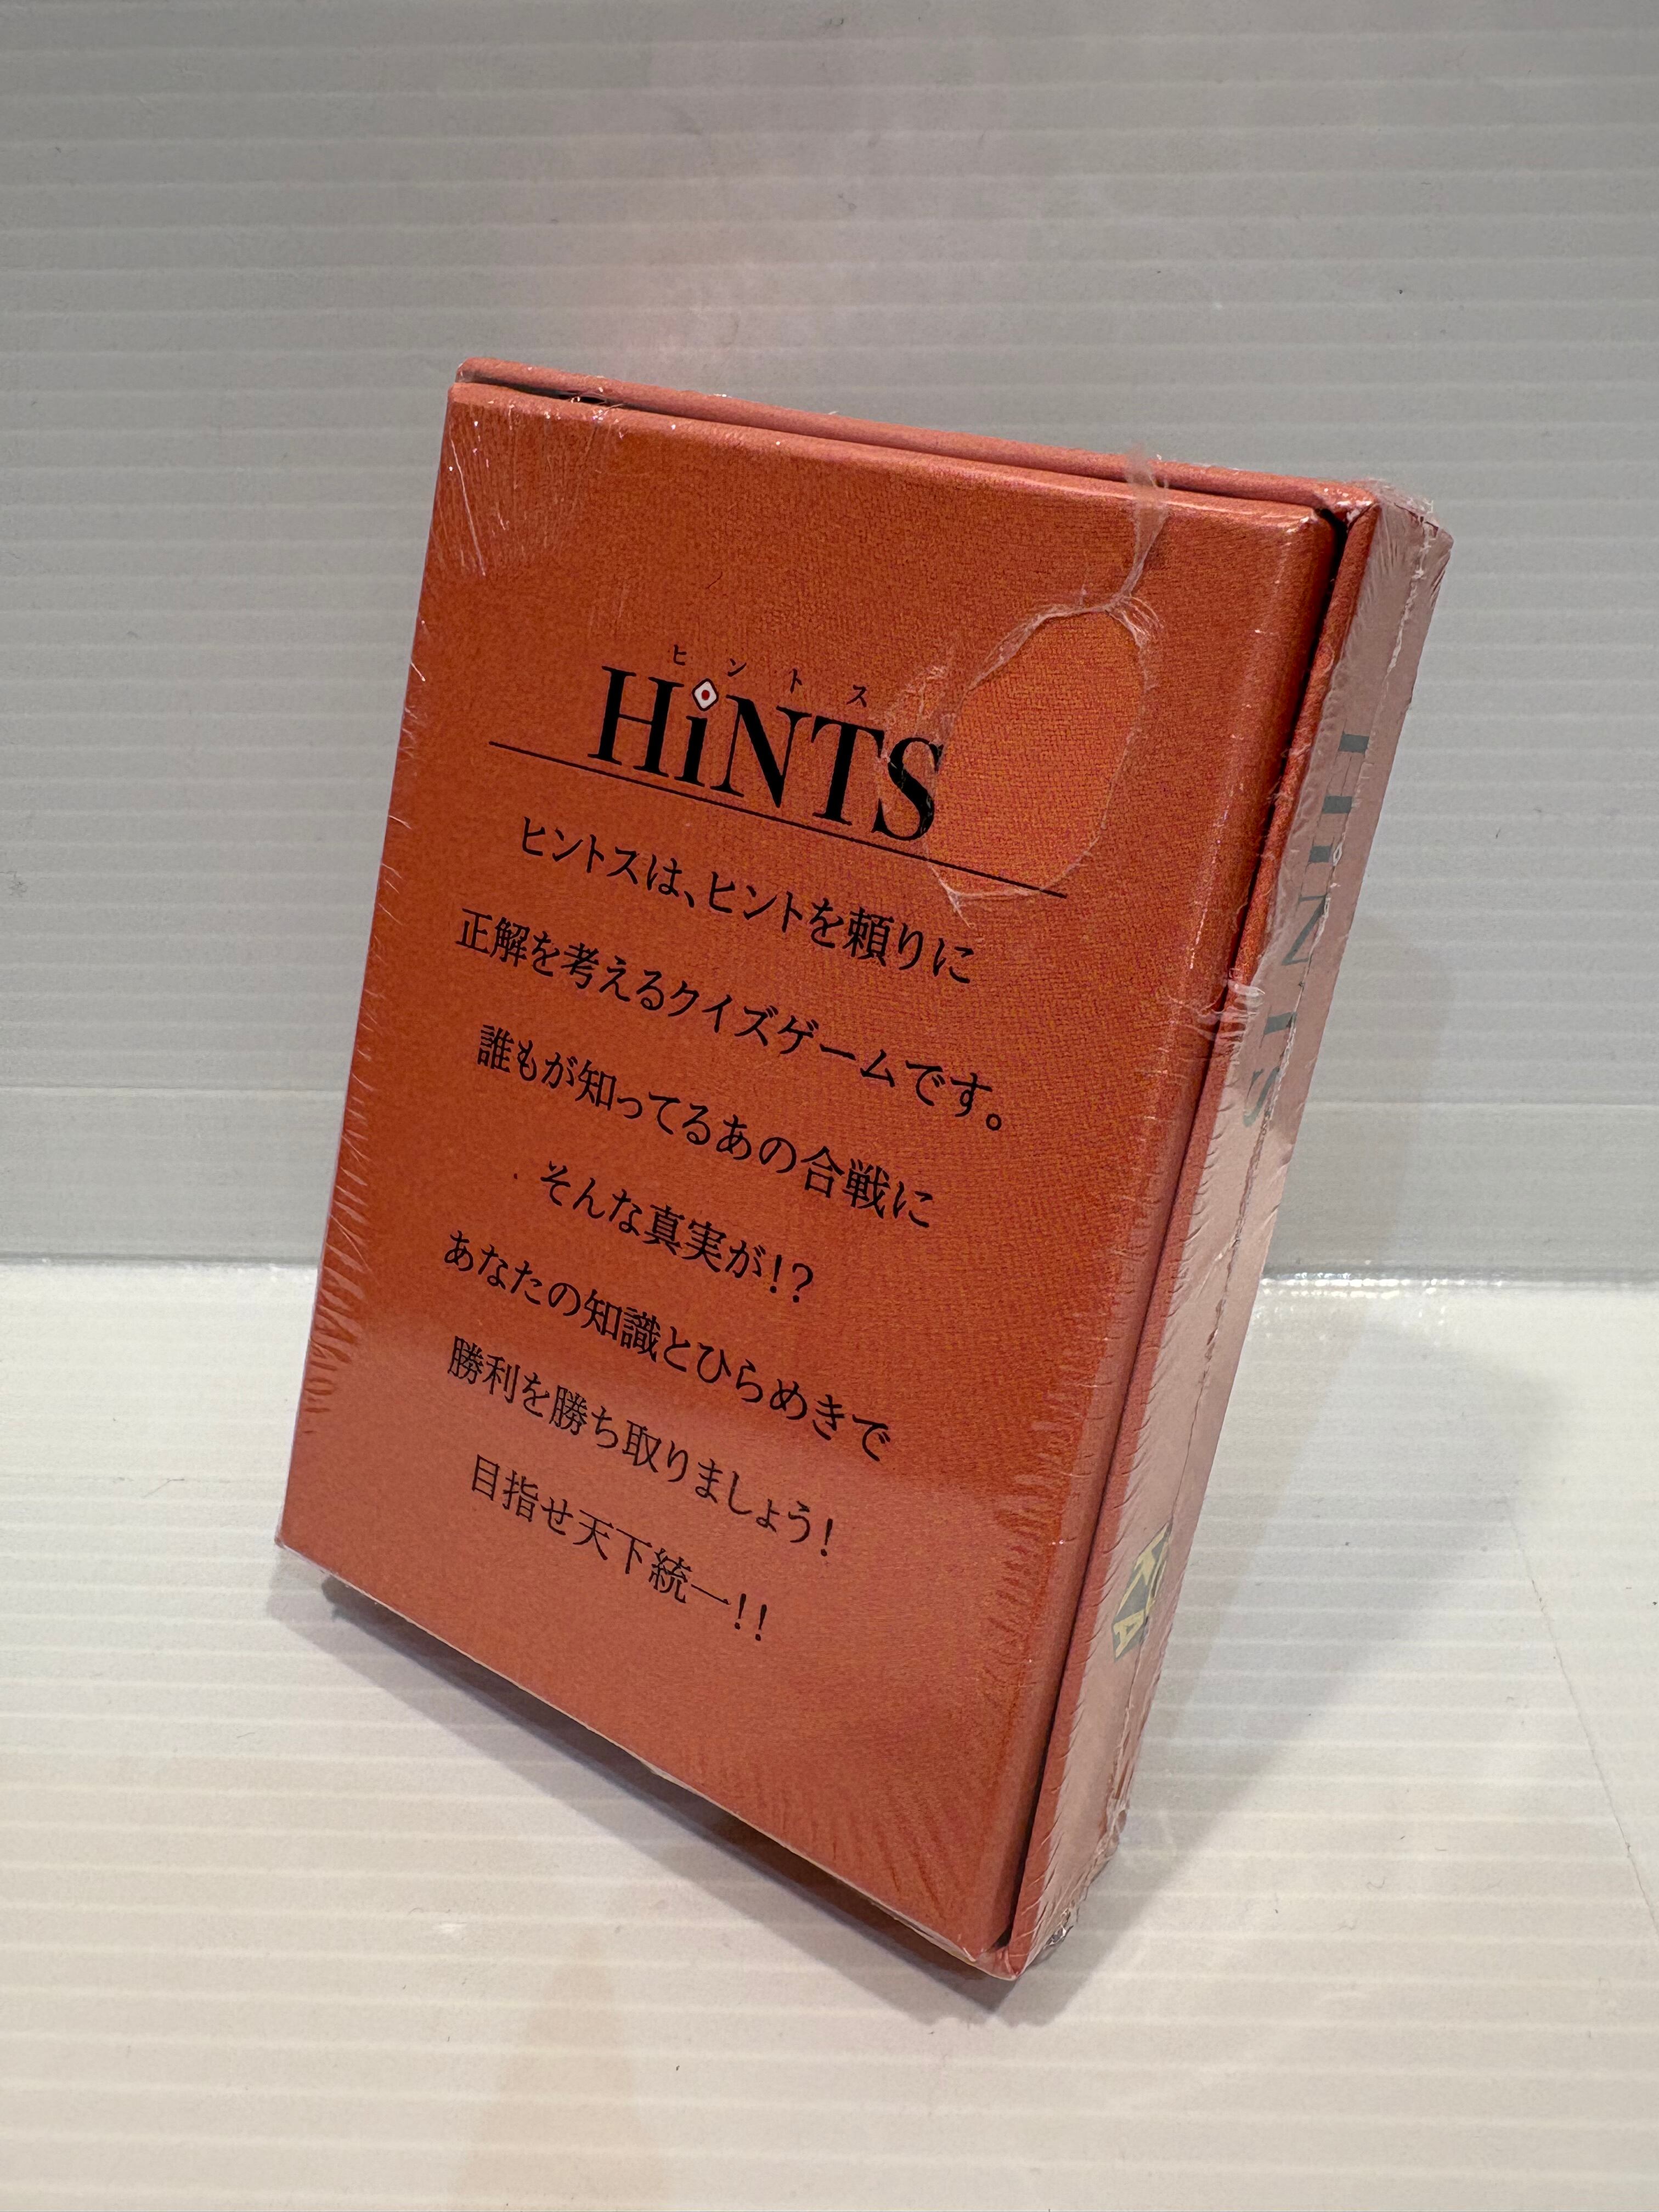 ヒントス
HiNTS
ヒントスは、ヒントを頼りに
正解を考えるクイズゲームです。
誰もが知ってるあの合戦に
そんな真実が!?
あなたの知識とひらめきで
勝利を勝ち取りましょう!
目指せ天下統一!!
HiNTS